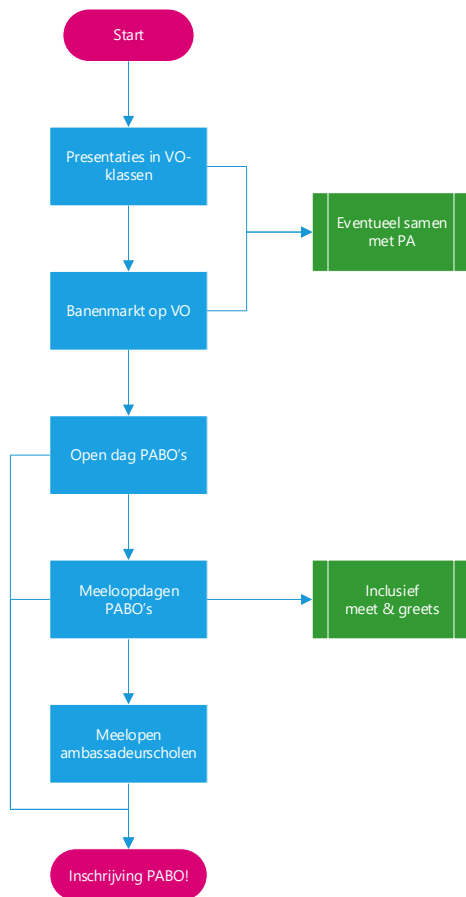 Start
Presentaties in VO-
klassen
Eventueel samen
met PA
Banenmarkt op VO
Open dag PABO's
Meeloopdagen
PABO's
Inclusief
meet & greets
Meelopen
ambassadeurscholen
Inschrijving PABO!